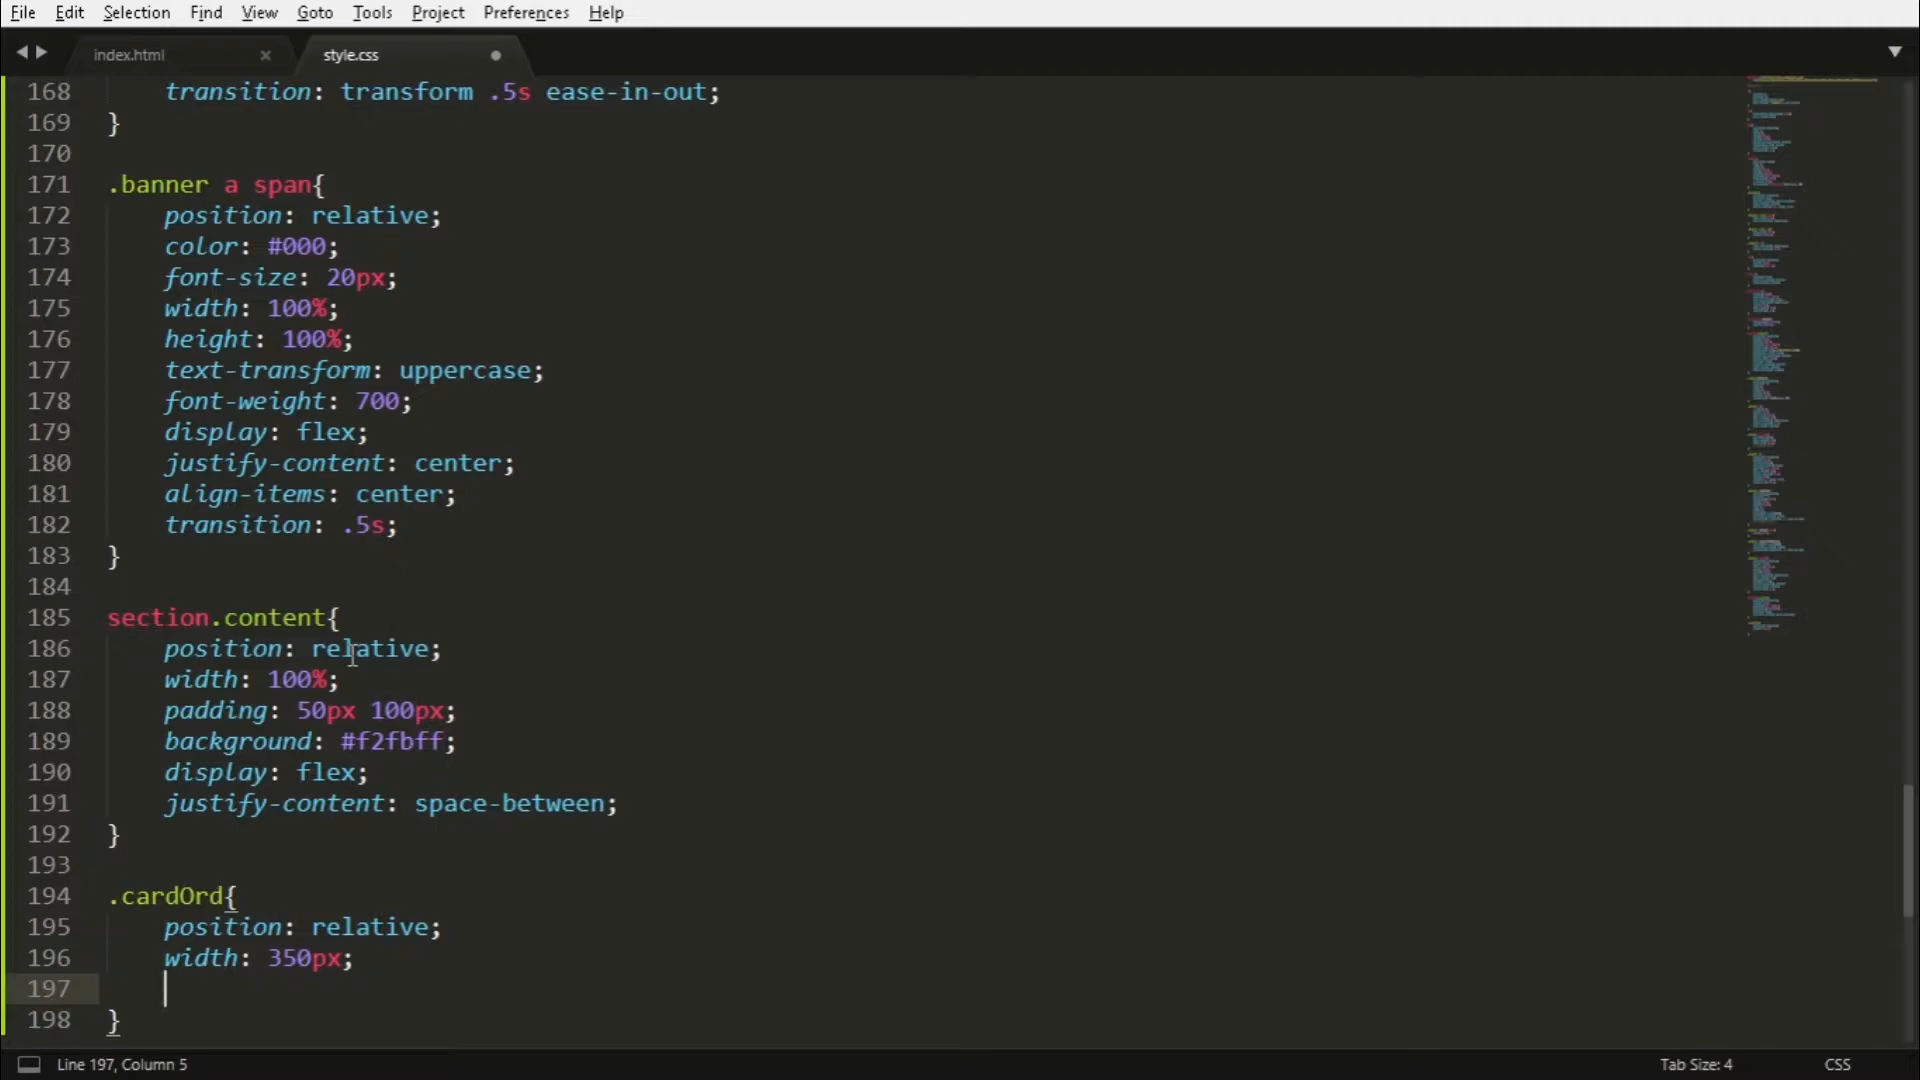 File Edit Selection Find View Goto Tools Project Preferences Help
index.html style.css
168 transition: transform .5s ease-in-out;
169 }
170
171 .banner a span{
172 position: relative;
173 color: #000;
174 font-size: 20px;
175 width: 100%;
176 height: 100%;
177 text-transform: uppercase;
178 font-weight: 700;
179 display: flex;
180 justify-content: center;
181 align-items: center;
182 transition: .5s;
183 }
184
185 section.content{
186 position: relative;
187 width: 100%;
188 padding: 50px 100px;
189 background: #f2fbff;
190 display: flex;
191 justify-content: space-between;
192 }
193
194 .cardOrd{
195 position: relative;
196 width: 350px;
197
198 }
Line 197, Column 5 Tab Size: 4 CSS